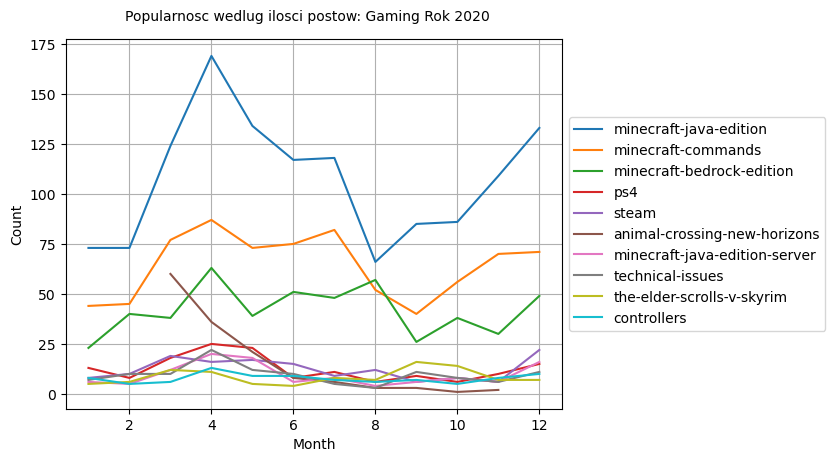 Popularnosc wedlug ilosci postow: Gaming Rok 2020
175
150
125
100
75
50
25
0
Count
2
4
6
8
10
12
Month
minecraft-java-edition
minecraft-commands
minecraft-bedrock-edition
ps4
steam
animal-crossing-new-horizons
minecraft-java-edition-server
technical-issues
the-elder-scrolls-v-skyrim
controllers